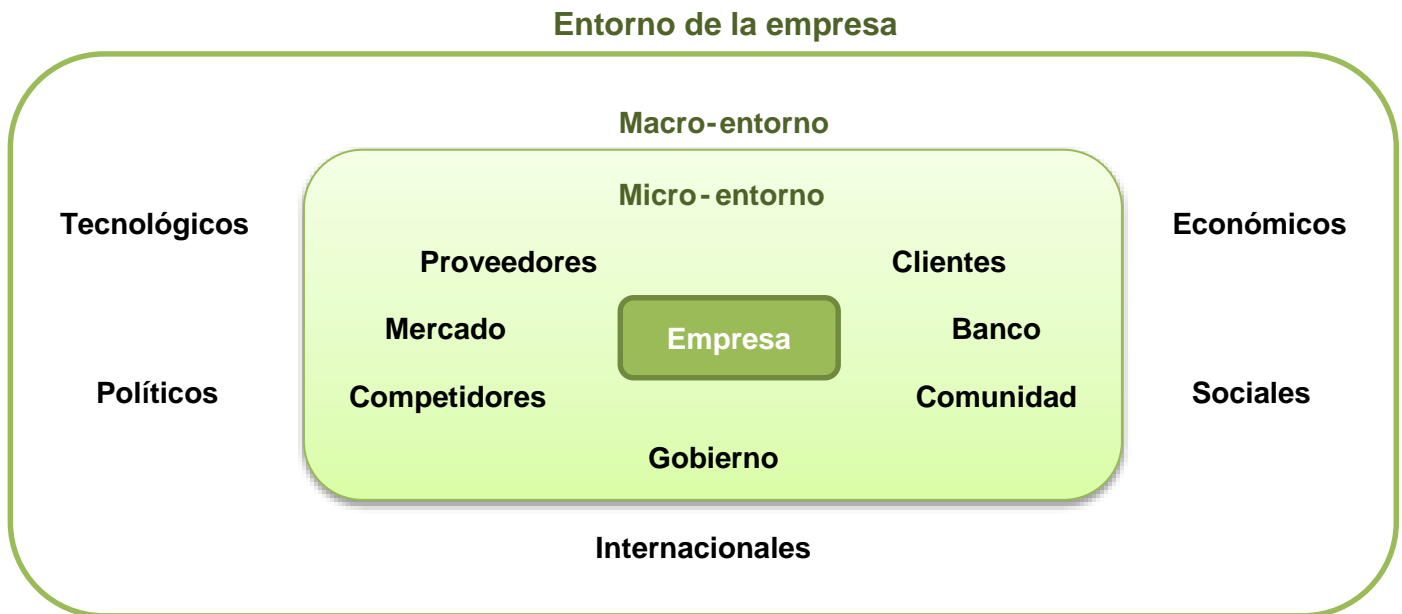 Entorno de la empresa
Macro-entorno
Micro-entorno
Tecnológicos
Económicos
Proveedores
Clientes
Mercado
Empresa
Banco
Políticos
Competidores
Comunidad
Sociales
Gobierno
Internacionales